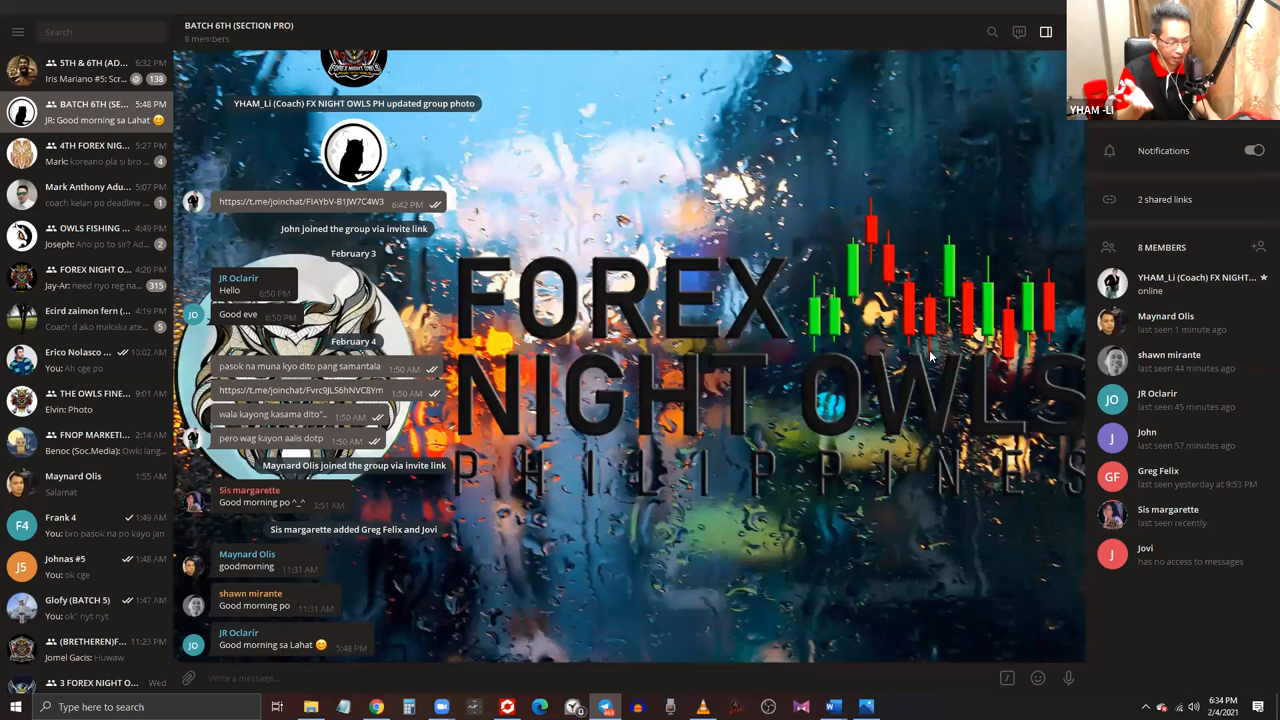 Search
5TH & 6TH (AD... 6:32 PM
Iris Mariano #5: Scr... @ 138
BATCH 6TH (SE... 5:48 PM
JR: Good morning sa Lahat 😊
4TH FOREX NIG... 5:27 PM
Mark: koreano pla si bro ... 4
Mark Anthony Adu... 5:07 PM
coach kelan po deadline ... 1
OWLS FISHING ... 4:28 PM
Joseph: Ano po to sir? Ad... 2
FOREX NIGHT O... 4:20 PM
Jay-Ar: need nyo reg na... 315
Ecird zaimon fern (... 3:31 PM
Coach d ako makaka ate... 5
Erico Nolasco ... 10:02 AM
You: Ah cge po
THE OWLS FINE... 9:01 AM
Elvin: Photo
FNOP MARKETI... 2:14 AM
Benoc (Soc.Media): Owki lang...
Maynard Olis 1:55 AM
Salamat
F4
Frank 4 1:49 AM
You: bro pasok na po kayo jan
J5
Johnas #5 1:48 AM
You: ok cge
Glofy (BATCH 5) 1:47 AM
You: ok" nyt nyt
(BRETHEREN)F... 11:23 PM
Jomel Gacis: Huwaw
3 FOREX NIGHT O... Wed
BATCH 6TH (SECTION PRO)
8 members
FOREX NIGHT OWLS
YHAM_Li (Coach) FX NIGHT OWLS PH updated group photo
https://t.me/joinchat/FIAYbV-B1JW7C4W3 6:42 PM
John joined the group via invite link
February 3
JR Oclarir
Hello 6:50 PM
JO
Good eve 6:50 PM
February 4
pasok na muna kyo dito pang samantala 1:50 AM
https://t.me/joinchat/Fvrc9JLS6hNVC8Ym 1:50 AM
wala kayong kasama dito".. 1:50 AM
pero wag kayon aalis dotp 1:50 AM
Maynard Olis joined the group via invite link
Sis margarette
Good morning po ^_^ 3:51 AM
Sis margarette added Greg Felix and Jovi
Maynard Olis
goodmorning 11:31 AM
shawn mirante
Good morning po 11:31 AM
JR Oclarir
JO
Good morning sa Lahat 😊 5:48 PM
Write a message...
FOREX
NIGHT OWLS
PHILIPPINES
YHAM -LI
Notifications
2 shared links
8 MEMBERS
YHAM_Li (Coach) FX NIGHT... ★
online
Maynard Olis
last seen 1 minute ago
shawn mirante
last seen 44 minutes ago
JO
JR Oclarir
last seen 45 minutes ago
J
John
last seen 57 minutes ago
GF
Greg Felix
last seen yesterday at 9:53 PM
Sis margarette
last seen recently
J
Jovi
has no access to messages
Type here to search
6:34 PM
2/4/2021